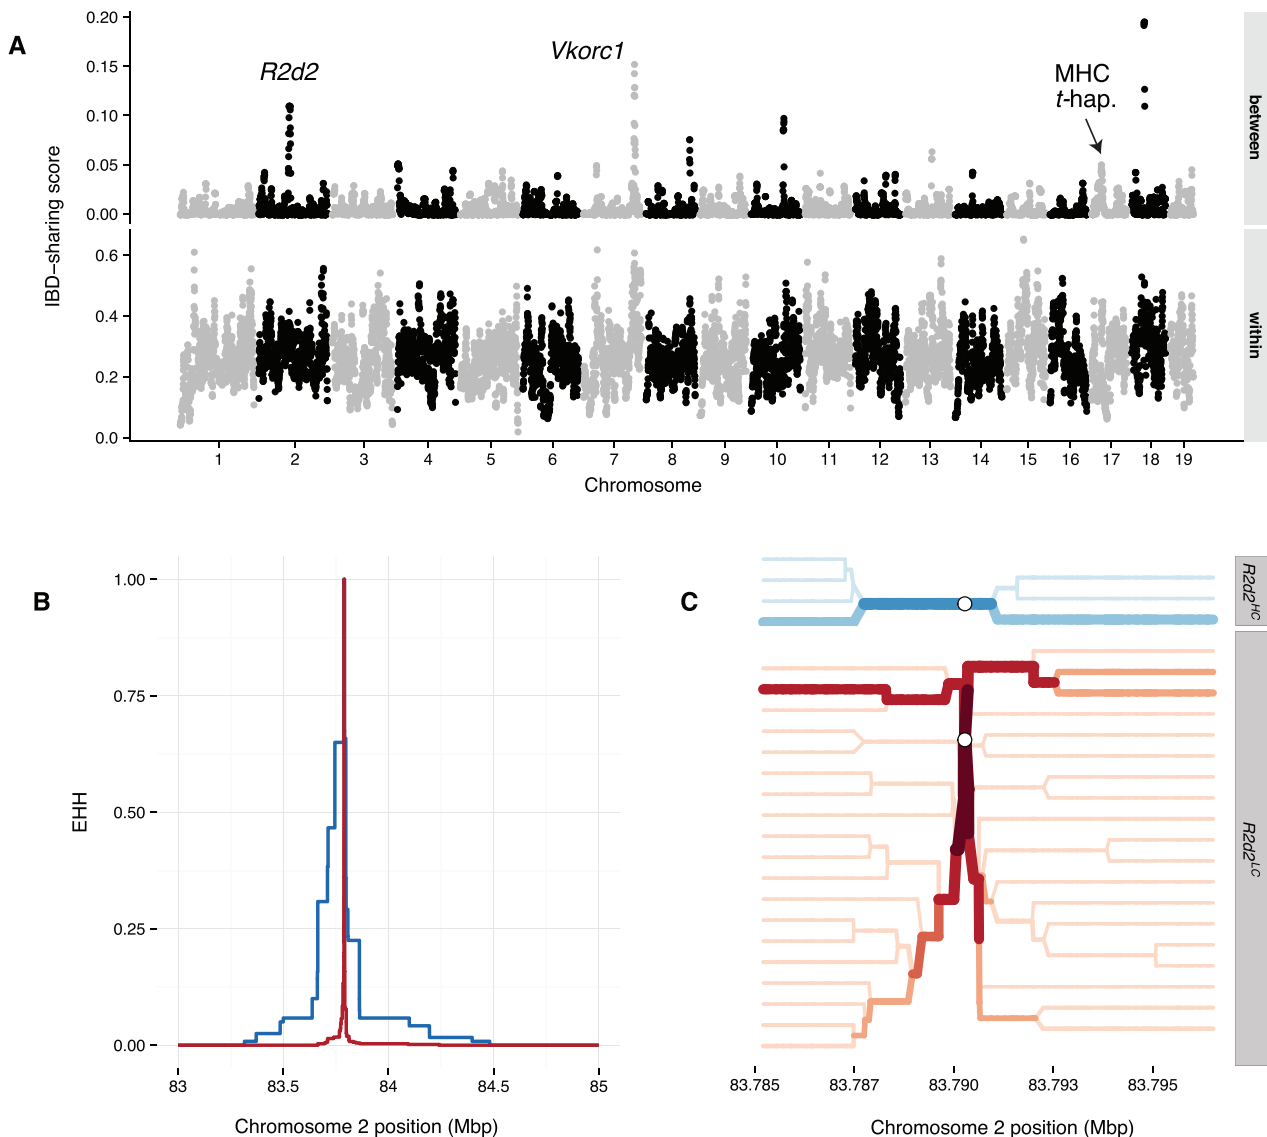 A
IBD−sharing score
0.20
0.15
0.10
0.05
0.00
R2d2
Vkorc1
MHC
t-hap.
between
0.6
0.4
0.2
0.0
within
1 2 3 4 5 6 7 8 9 10 11 12 13 14 15 16 17 18 19
Chromosome
B
EHH
1.00
0.75
0.50
0.25
0.00
83 83.5 84 84.5 85
Chromosome 2 position (Mbp)
C
R2d2HC
R2d2LC
83.785 83.787 83.790 83.793 83.795
Chromosome 2 position (Mbp)